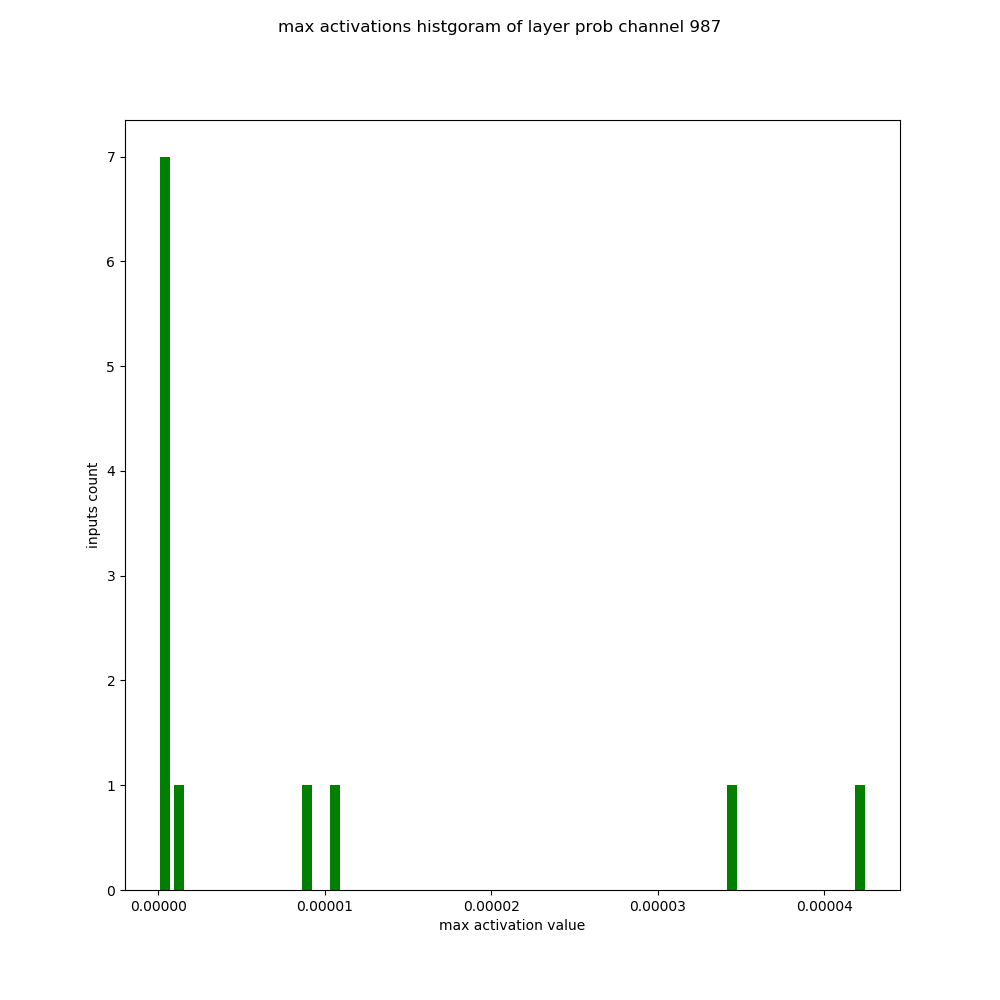 max activations histgoram of layer prob channel 987
7
6
5
4
3
2
1
0
inputs count
0.00000 0.00001 0.00002 0.00003 0.00004
max activation value